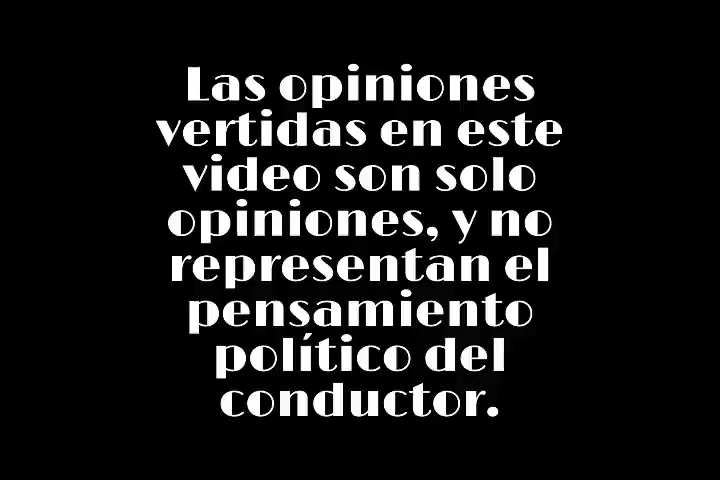 Las opiniones
vertidas en este
video son solo
opiniones, y no
representan el
pensamiento
político del
conductor.